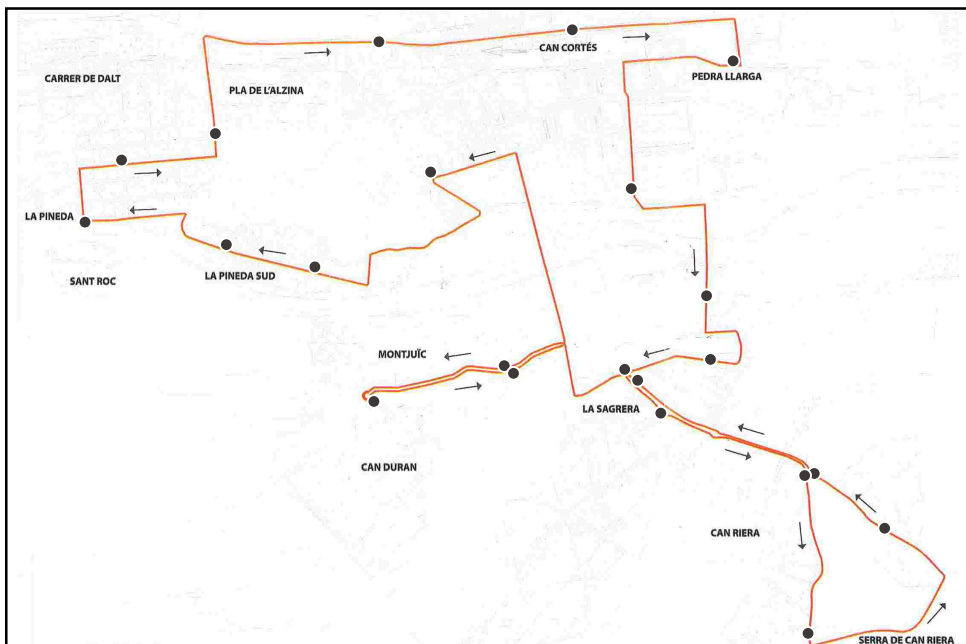 CAN CORTÉS
CARRER DE DALT
PEDRA LLARGA
PLA DE L'ALZINA
LA PINEDA
LA PINEDA SUD
SANT ROC
MONTJUÏC
LA SAGRERA
CAN DURAN
CAN RIERA
SERRA DE CAN RIERA